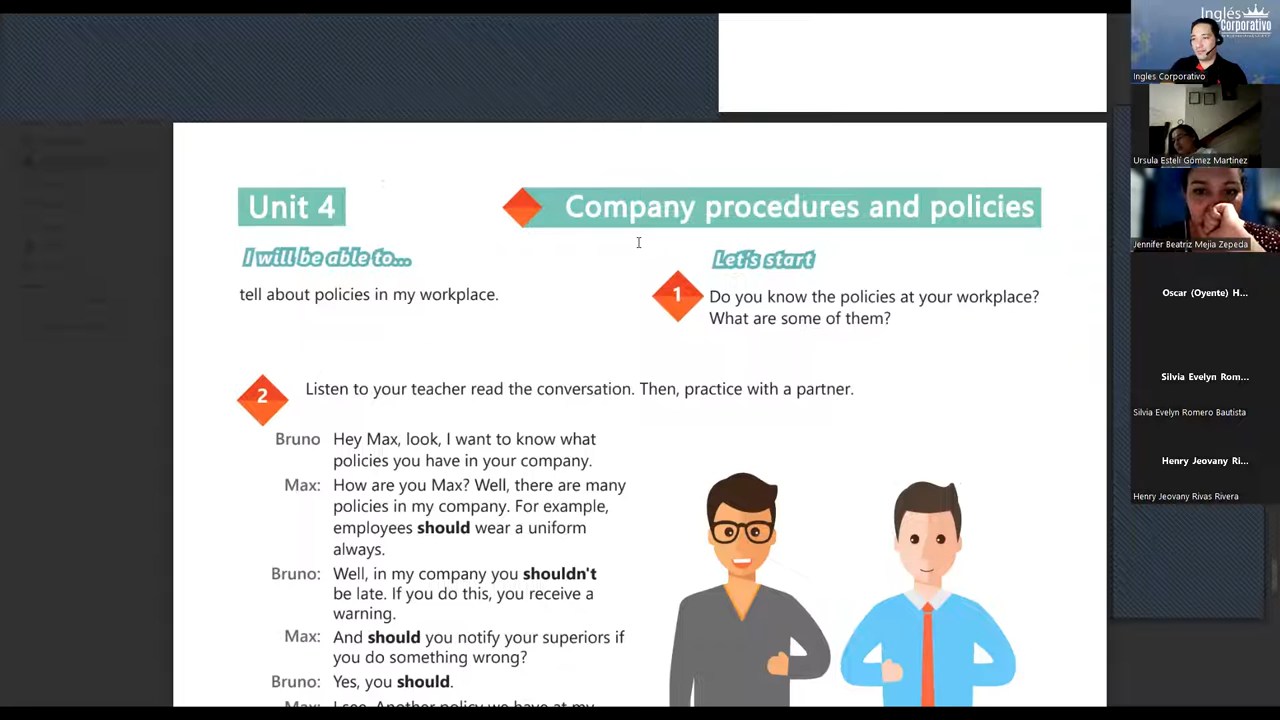 Unit 4
Company procedures and policies
I will be able to...
tell about policies in my workplace.
Let's start
1
Do you know the policies at your workplace?
What are some of them?
2
Listen to your teacher read the conversation. Then, practice with a partner.
Bruno Hey Max, look, I want to know what
policies you have in your company.
Max: How are you Max? Well, there are many
policies in my company. For example,
employees should wear a uniform
always.
Bruno: Well, in my company you shouldn't
be late. If you do this, you receive a
warning.
Max: And should you notify your superiors if
you do something wrong?
Bruno: Yes, you should.
Max: I see. Another policy we have at my
Inglés
Corporativo
Ingles Corporativo
Ursula Estelí Gómez Martinez
Jennifer Beatriz Mejia Zepeda
Oscar (Oyente) H...
Silvia Evelyn Rom...
Silvia Evelyn Romero Bautista
Henry Jeovany Ri...
Henry Jeovany Rivas Rivera